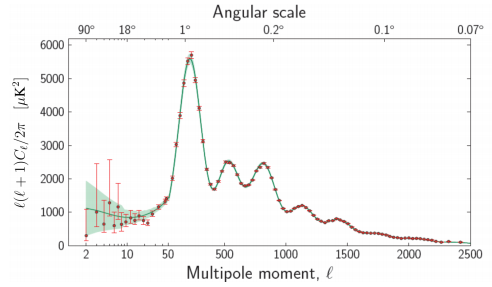 Angular scale
90° 18° 1° 0.2° 0.1° 0.07°
6000
5000
4000
3000
2000
1000
0
ℓ(ℓ + 1)Cℓ/2π [μK²]
2 10 50 500 1000 1500 2000 2500
Multipole moment, ℓ